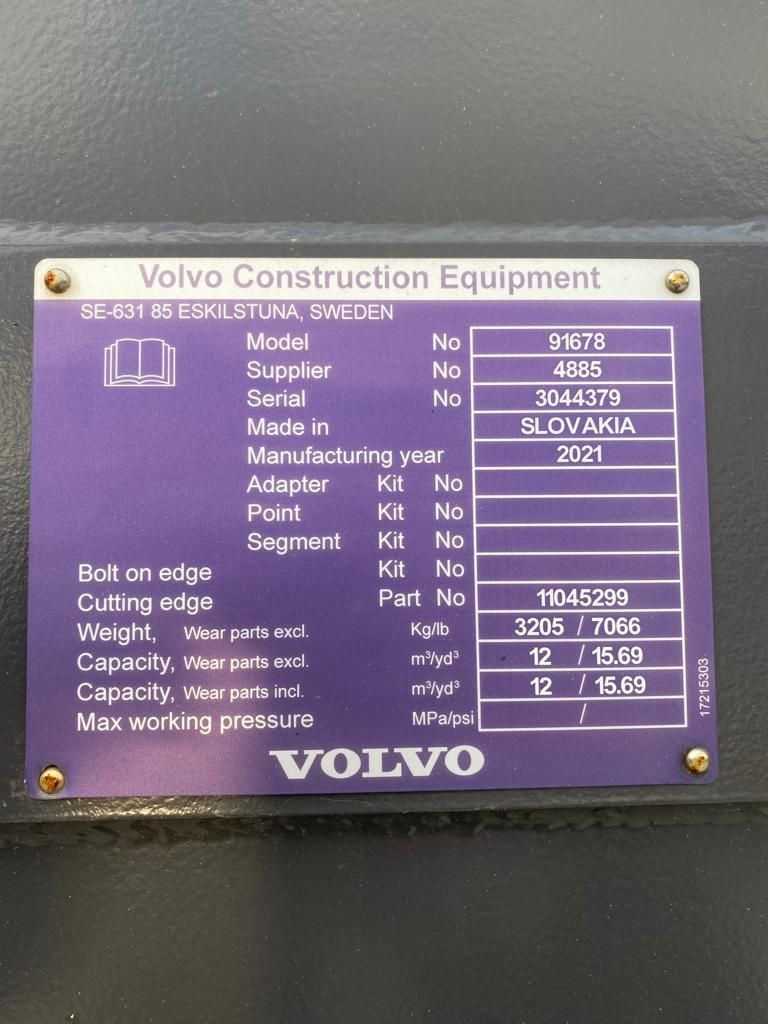 Volvo Construction Equipment
SE-631 85 ESKILSTUNA, SWEDEN
Model No 91678
Supplier No 4885
Serial No 3044379
Made in SLOVAKIA
Manufacturing year 2021
Adapter Kit No
Point Kit No
Segment Kit No
Bolt on edge Kit No
Cutting edge Part No 11045299
Weight, Wear parts excl. Kg/lb 3205 / 7066
Capacity, Wear parts excl. m³/yd³ 12 / 15.69
Capacity, Wear parts incl. m³/yd³ 12 / 15.69
Max working pressure MPa/psi /
17215303
VOLVO